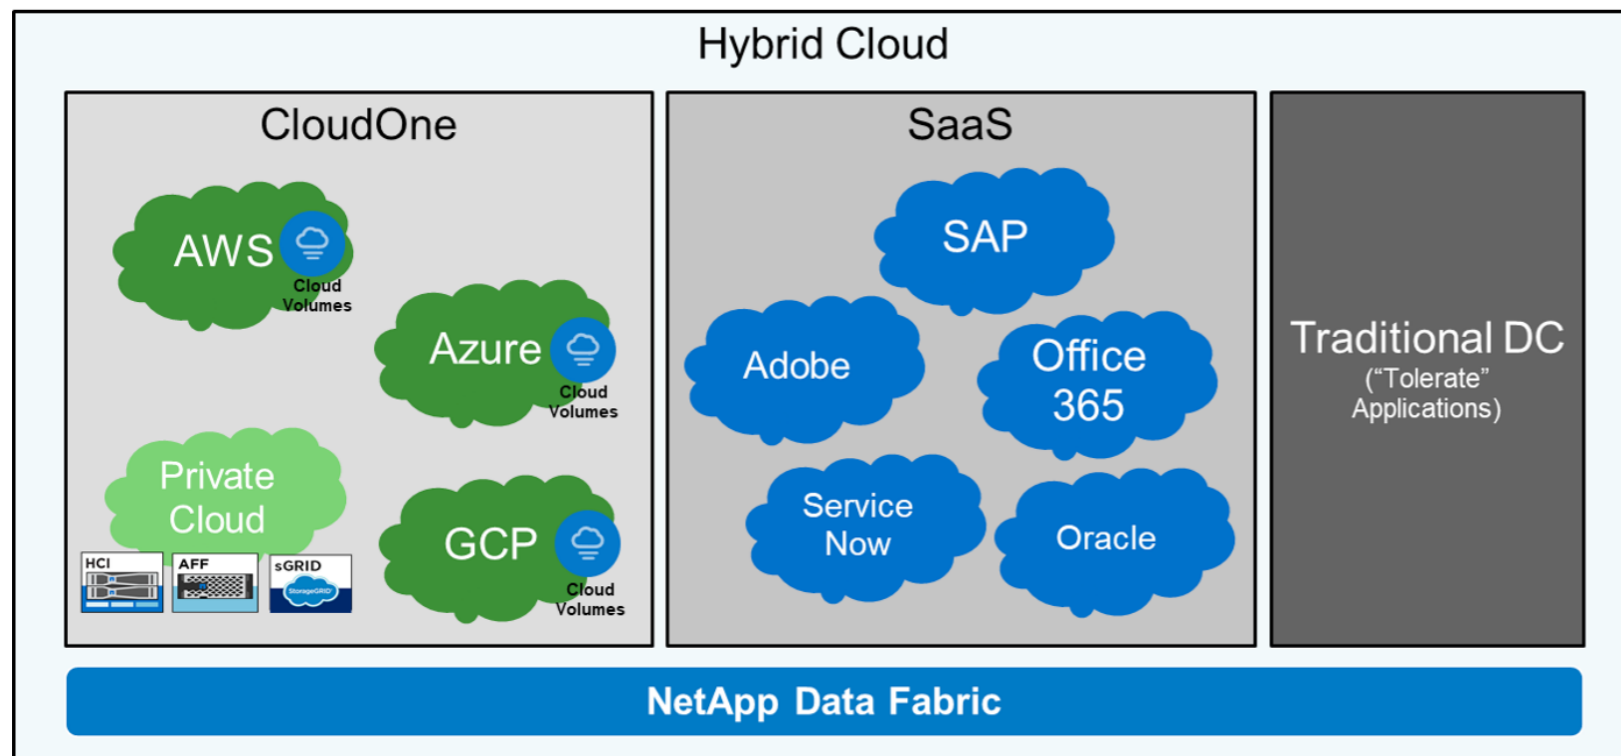 Hybrid Cloud
CloudOne
AWS
Cloud
Volumes
Azure
Cloud
Volumes
Private
Cloud
HCI
AFF
sGRID
StorageGRID
GCP
Cloud
Volumes
SaaS
SAP
Adobe
Office
365
Service
Now
Oracle
Traditional DC
(“Tolerate”
Applications)
NetApp Data Fabric